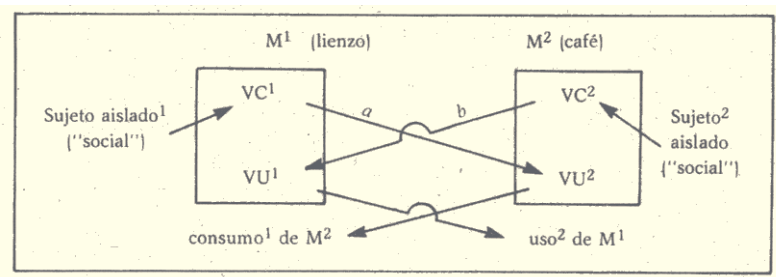 M¹ (lienzo)
M² (café)
VC¹
VC²
Sujeto aislado¹
(''social'')
a
b
Sujeto²
aislado
(''social'')
VU¹
VU²
consumo¹ de M²
uso² de M¹